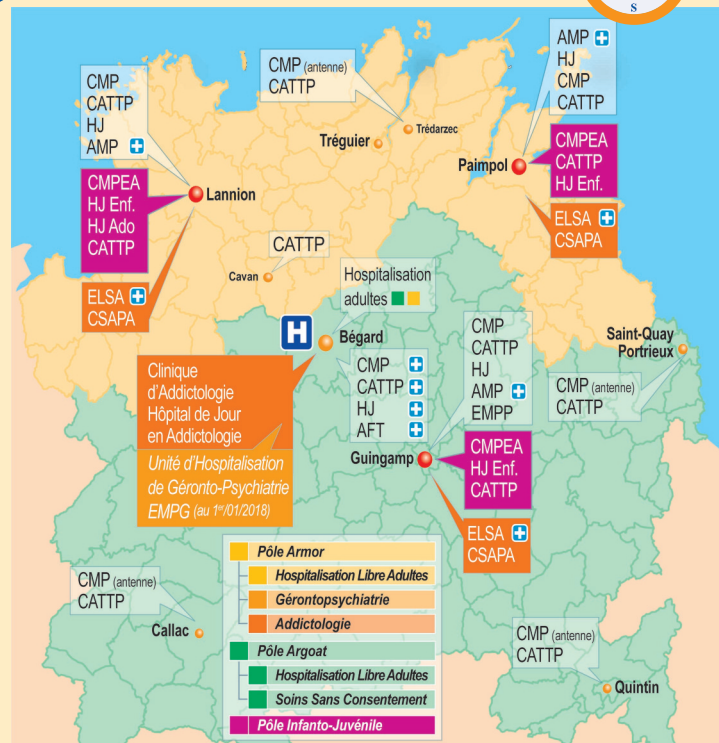 S
CMP
CATTP
HJ
AMP
CMPEA
HJ Enf.
HJ Ado
CATTP
ELSA
CSAPA
Lannion
CMP (antenne)
CATTP
Tréguier
Trédarzec
AMP
HJ
CMP
CATTP
Paimpol
CMPEA
CATTP
HJ Enf.
ELSA
CSAPA
CATTP
Cavan
Hospitalisation
adultes
H
Bégard
Clinique
d'Addictologie
Hôpital de Jour
en Addictologie
Unité d'Hospitalisation
de Géronto-Psychiatrie
EMPG (au 1er/01/2018)
CMP
CATTP
HJ
AFT
CMP
CATTP
HJ
AMP
EMPP
Guingamp
CMPEA
HJ Enf.
CATTP
ELSA
CSAPA
Saint-Quay
Portrieux
CMP (antenne)
CATTP
CMP (antenne)
CATTP
Callac
CMP (antenne)
CATTP
Quintin
Pôle Armor
Hospitalisation Libre Adultes
Gérontopsychiatrie
Addictologie
Pôle Argoat
Hospitalisation Libre Adultes
Soins Sans Consentement
Pôle Infanto-Juvénile